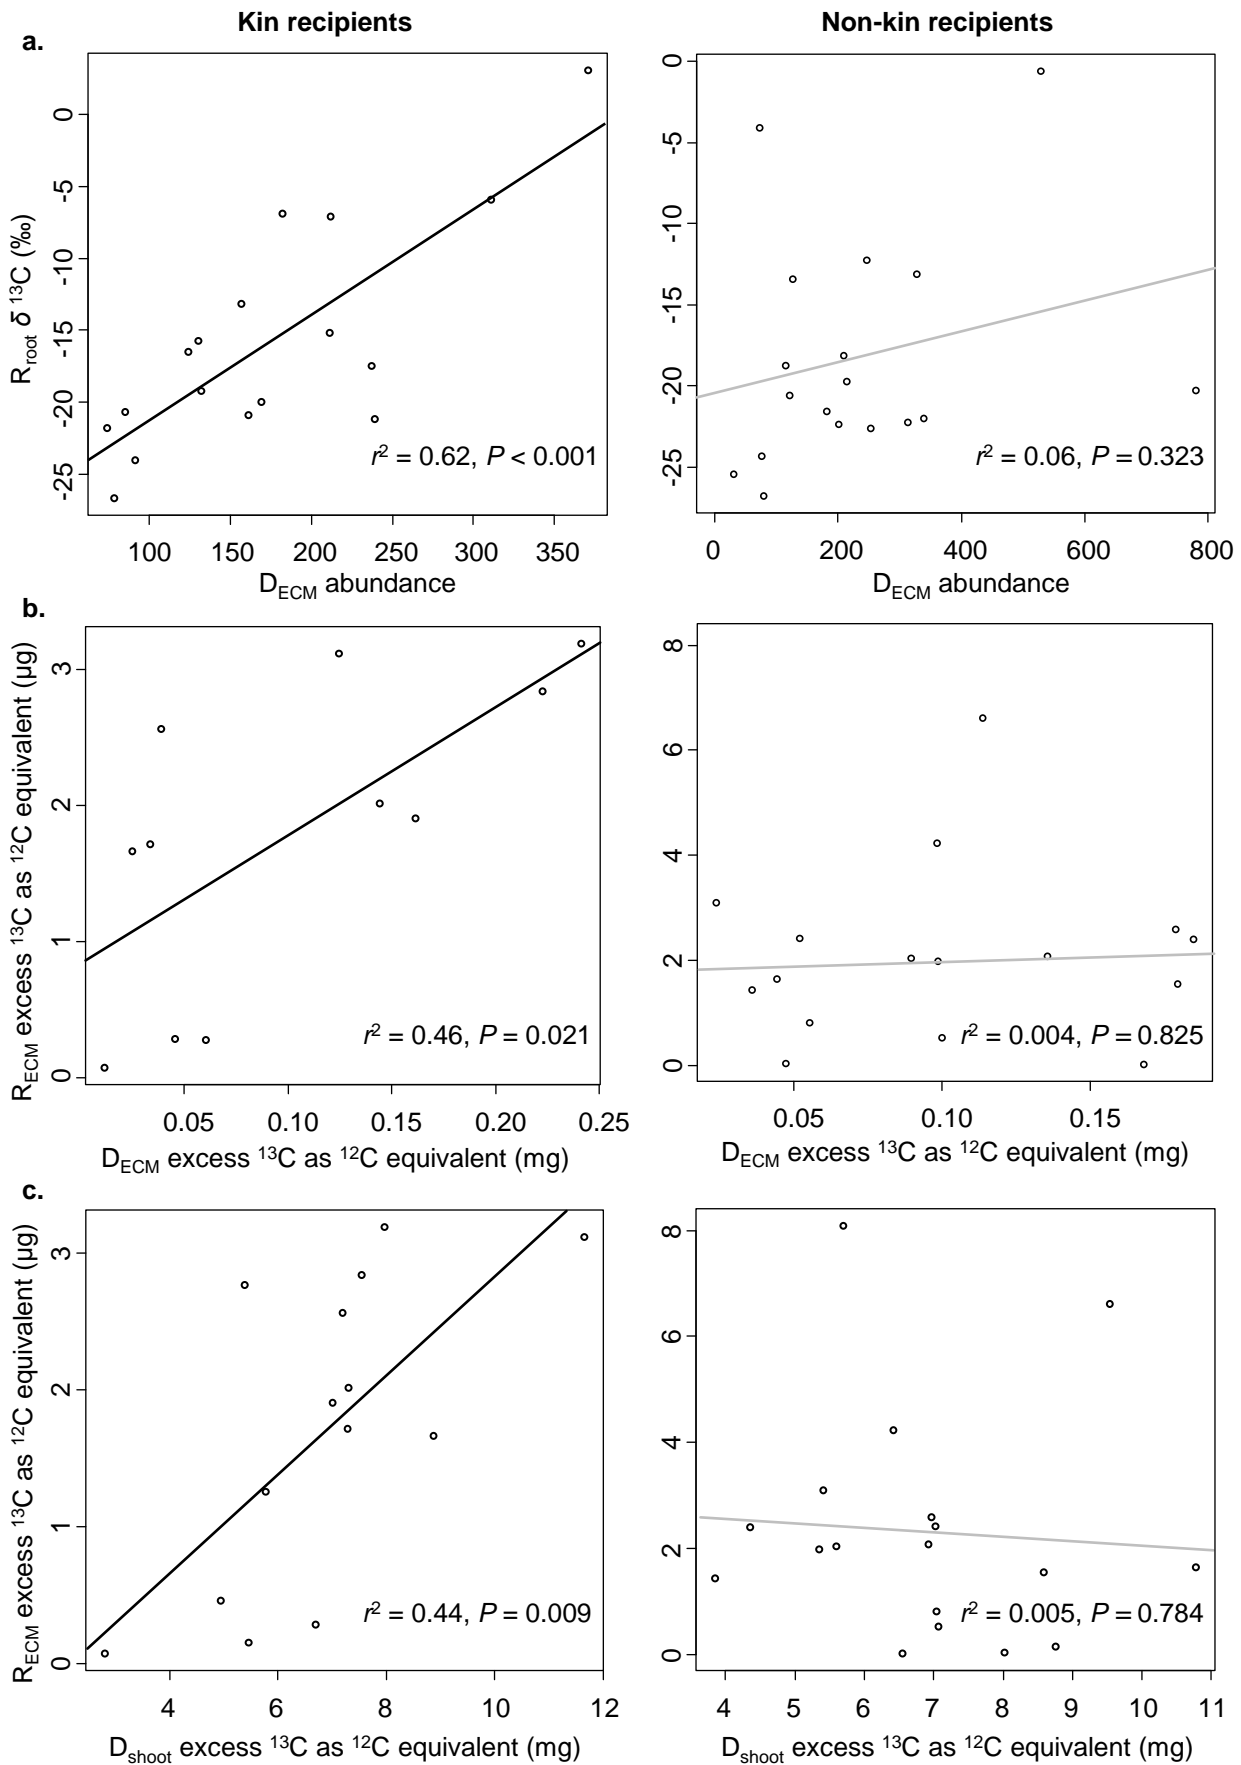 Kin recipients
Non-kin recipients
a.
R_root δ ¹³C (‰)
0
-5
-10
-15
-20
-25
r² = 0.62, P < 0.001
100 150 200 250 300 350
D_ECM abundance
0
-5
-10
-15
-20
-25
r² = 0.06, P = 0.323
0 200 400 600 800
D_ECM abundance
b.
R_ECM excess ¹³C as ¹²C equivalent (µg)
3
2
1
0
r² = 0.46, P = 0.021
0.05 0.10 0.15 0.20 0.25
D_ECM excess ¹³C as ¹²C equivalent (mg)
8
6
4
2
0
r² = 0.004, P = 0.825
0.05 0.10 0.15
D_ECM excess ¹³C as ¹²C equivalent (mg)
c.
R_ECM excess ¹³C as ¹²C equivalent (µg)
3
2
1
0
r² = 0.44, P = 0.009
4 6 8 10 12
D_shoot excess ¹³C as ¹²C equivalent (mg)
8
6
4
2
0
r² = 0.005, P = 0.784
4 5 6 7 8 9 10 11
D_shoot excess ¹³C as ¹²C equivalent (mg)